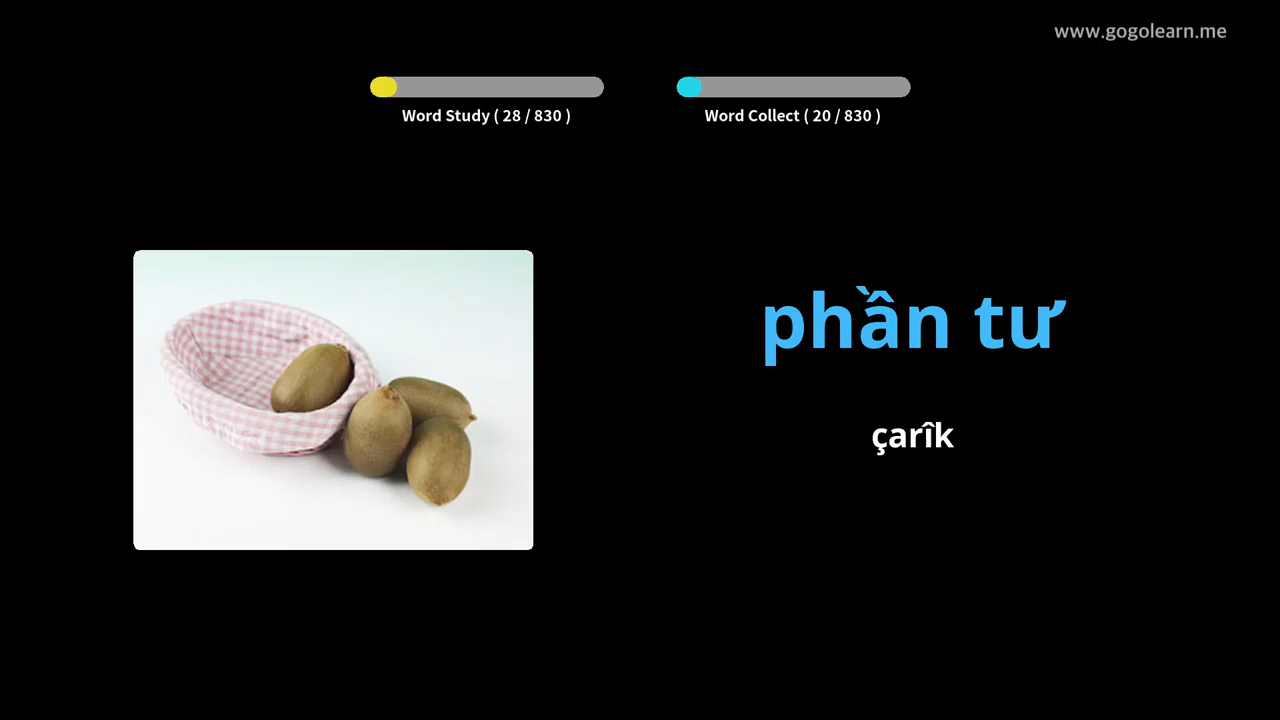 www.gogolearn.me
Word Study ( 28 / 830 )
Word Collect ( 20 / 830 )
phần tư
çarîk